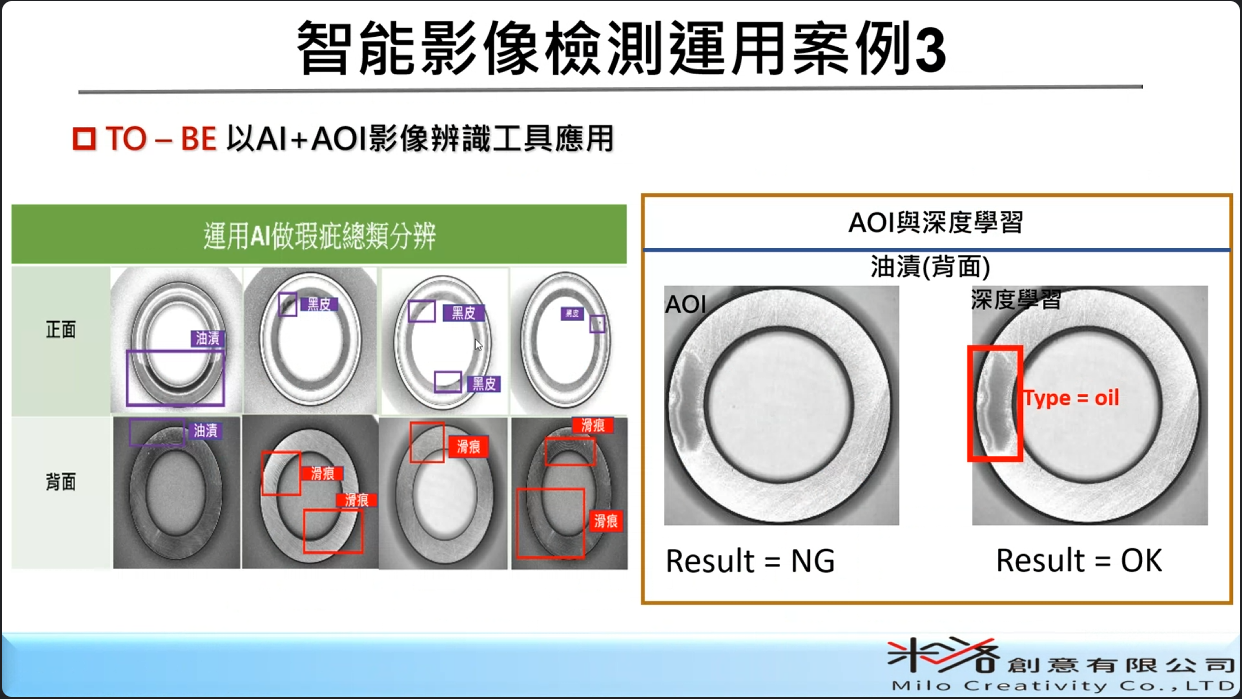 智能影像檢測運用案例3
TO – BE 以AI+AOI影像辨識工具應用
運用AI做瑕疵總類分辨
正面
油漬
黑皮
黑皮
黑皮
黑皮
背面
油漬
滑痕
滑痕
滑痕
滑痕
滑痕
AOI與深度學習
油漬(背面)
AOI
深度學習
Type = oil
Result = NG
Result = OK
米洛創意有限公司
Milo Creativity Co.,LTD